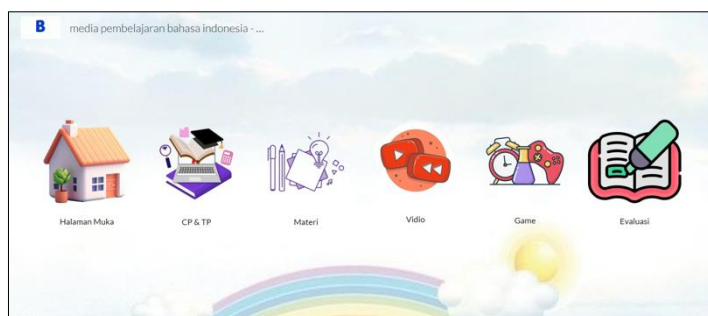 B
media pembelajaran bahasa indonesia - ...
Halaman Muka
CP & TP
Materi
Vidio
Game
Evaluasi